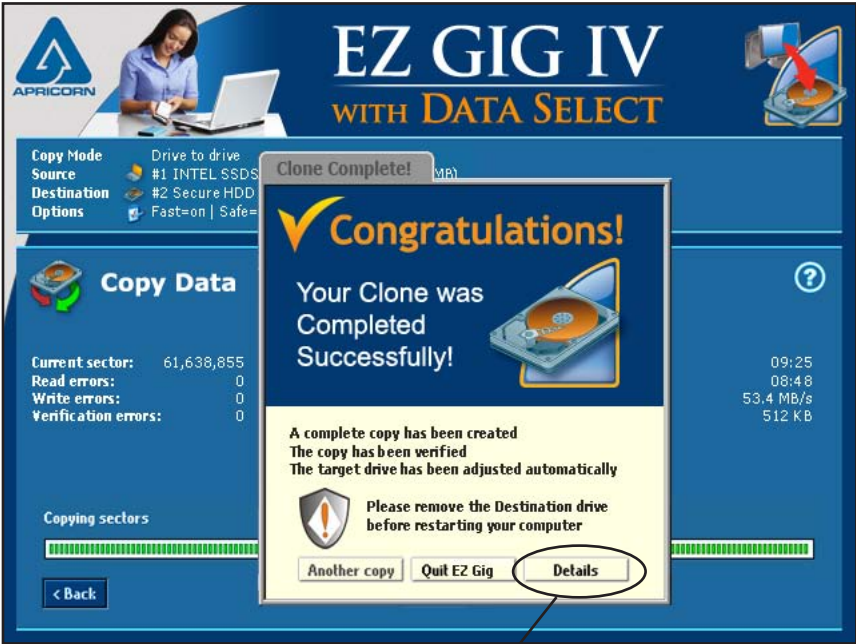 APRICORN
EZ GIG IV
WITH DATA SELECT
Copy Mode Drive to drive
Source #1 INTEL SSDS MB)
Destination #2 Secure HDD
Options Fast=on | Safe=
Clone Complete!
Congratulations!
Your Clone was
Completed
Successfully!
Copy Data
?
Current sector: 61,638,855 09:25
Read errors: 0 08:48
Write errors: 0 53.4 MB/s
Verification errors: 0 512 KB
A complete copy has been created
The copy has been verified
The target drive has been adjusted automatically
Please remove the Destination drive
before restarting your computer
Copying sectors
Another copy Quit EZ Gig Details
< Back